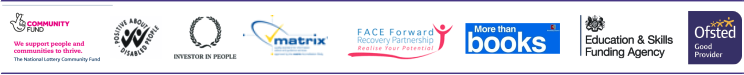 COMMUNITY
FUND
We support people and
communities to thrive.
The National Lottery Community Fund
POSITIVE ABOUT
DISABLED PEOPLE
INVESTOR IN PEOPLE
matrix
FACE Forward
Recovery Partnership
Realise Your Potential
More than
books
Education & Skills
Funding Agency
Ofsted
Good
Provider